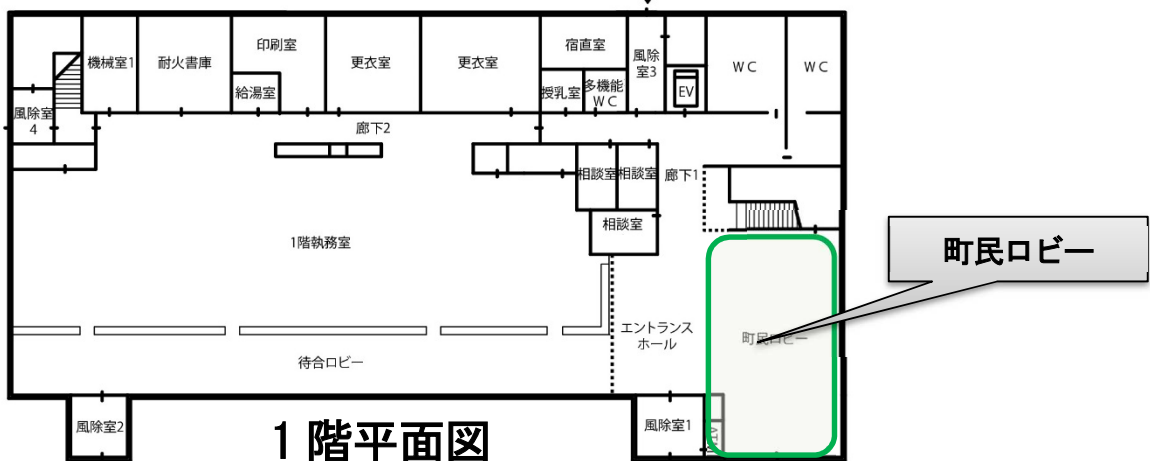 機械室1
耐火書庫
印刷室
給湯室
更衣室
更衣室
宿直室
授乳室
多機能
WC
風除
室3
EV
WC
WC
風除室
4
廊下2
相談室
相談室
廊下1
相談室
1階執務室
町民ロビー
エントランス
ホール
町民ロビー
待合ロビー
風除室2
1階平面図
風除室1
ATM